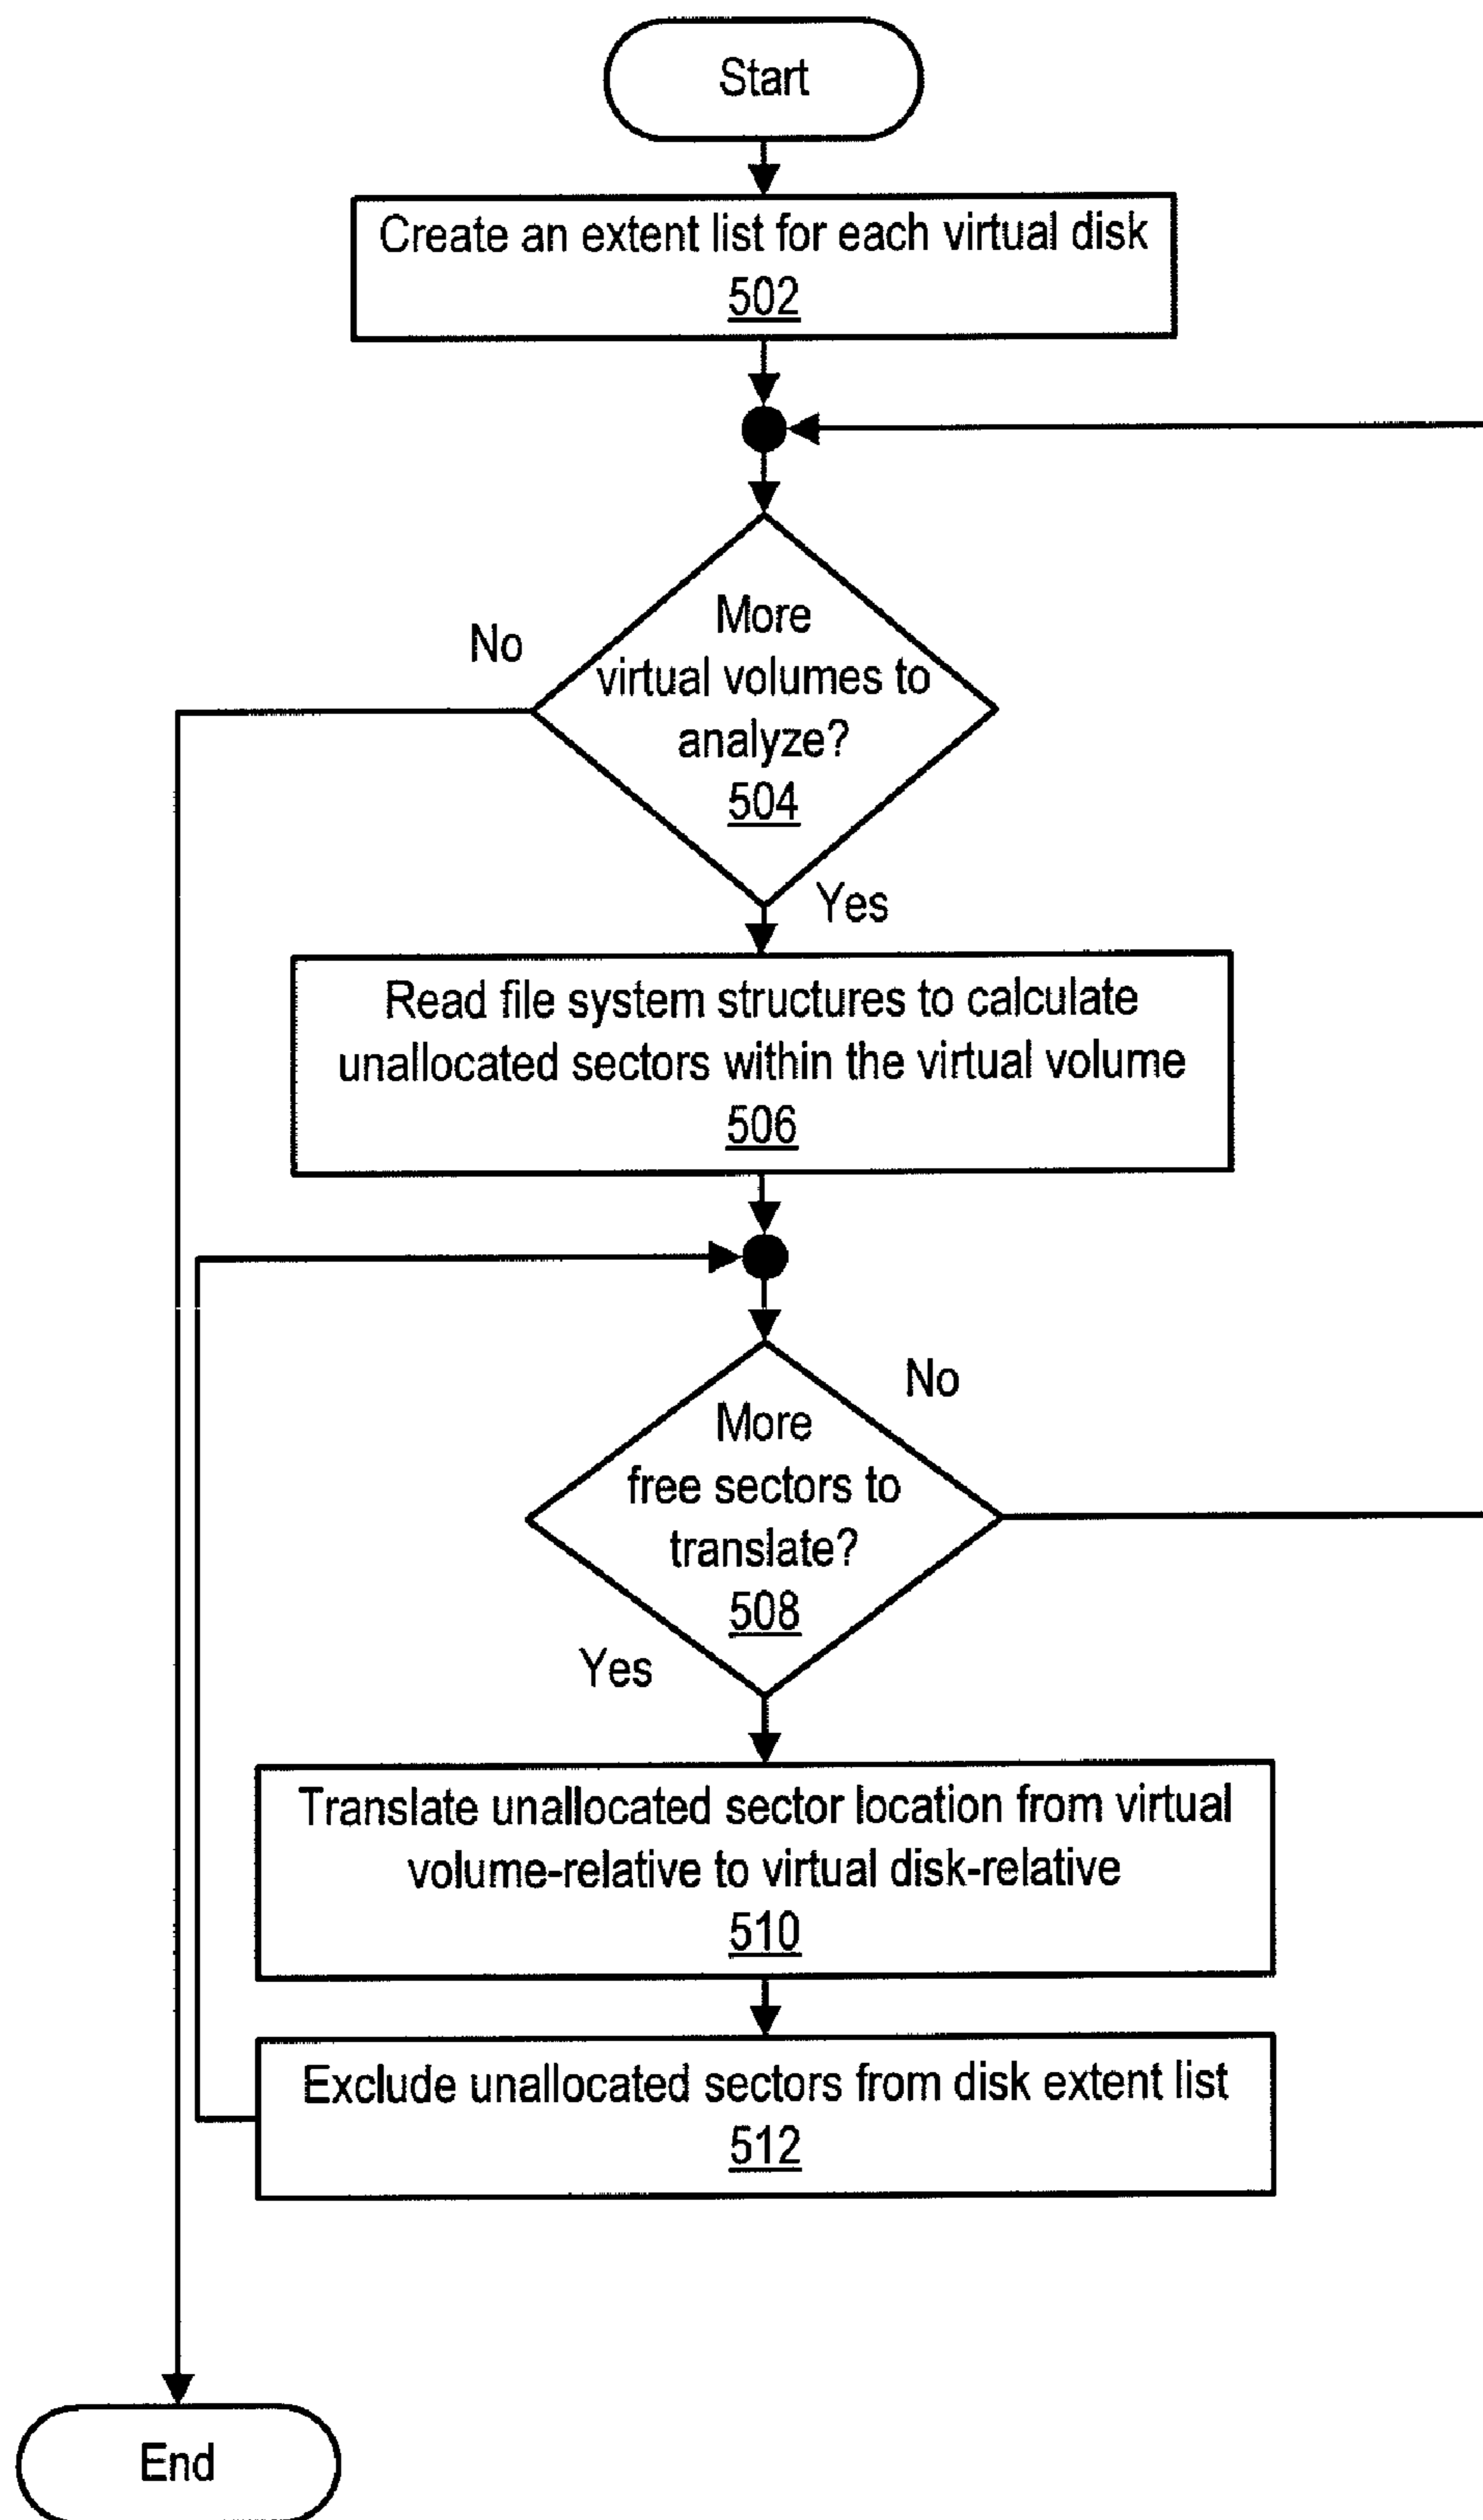 Start
Create an extent list for each virtual disk
502
More
virtual volumes to
analyze?
504
No
Yes
Read file system structures to calculate
unallocated sectors within the virtual volume
506
More
free sectors to
translate?
508
No
Yes
Translate unallocated sector location from virtual
volume-relative to virtual disk-relative
510
Exclude unallocated sectors from disk extent list
512
End